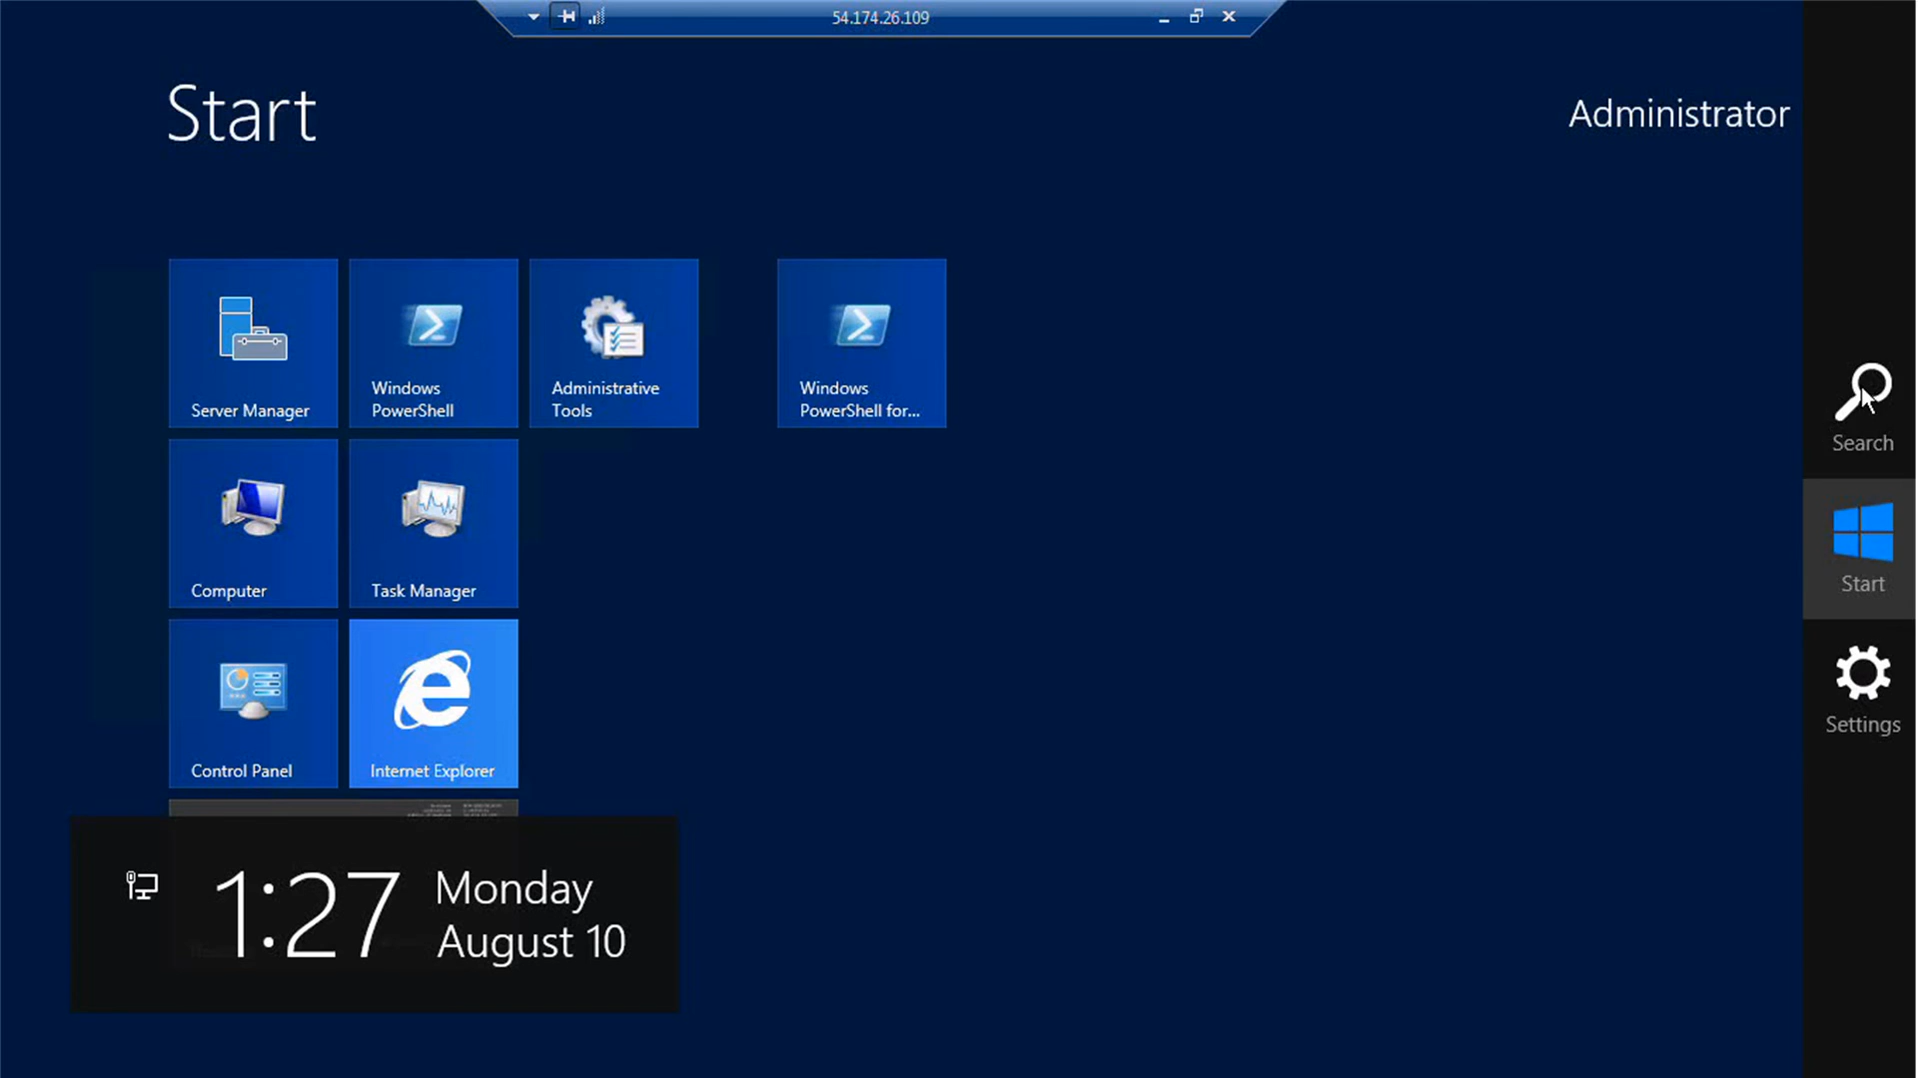 54.174.26.109
Start
Administrator
Server Manager
Windows
PowerShell
Administrative
Tools
Windows
PowerShell for...
Search
Computer
Task Manager
Start
Control Panel
Internet Explorer
Settings
1:27
Monday
August 10